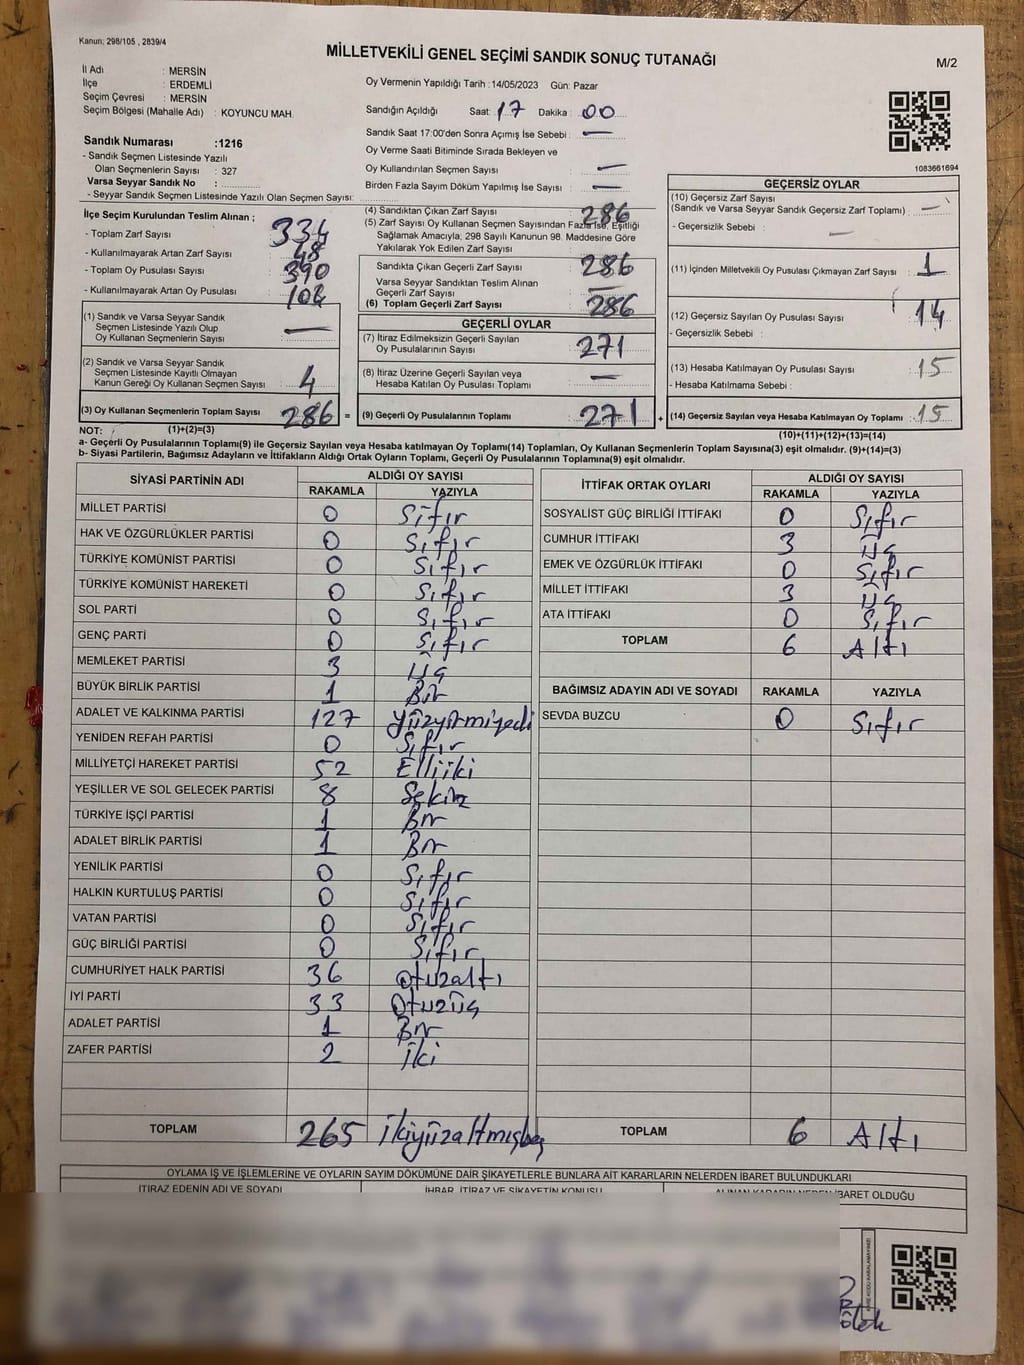 Kanun; 298/105 , 2839/4
MİLLETVEKİLİ GENEL SEÇİMİ SANDIK SONUÇ TUTANAĞI
M/2
İl Adı : MERSİN
İlçe : ERDEMLİ
Seçim Çevresi : MERSİN
Seçim Bölgesi (Mahalle Adı) : KOYUNCU MAH.
Oy Vermenin Yapıldığı Tarih : 14/05/2023 Gün: Pazar
Sandığın Açıldığı Saat: 17 Dakika : 00
Sandık Saat 17:00'den Sonra Açımış İse Sebebi : —
Oy Verme Saati Bitiminde Sırada Bekleyen ve
Oy Kullandırılan Seçmen Sayısı : —
Birden Fazla Sayım Döküm Yapılmış İse Sayısı : —
Sandık Numarası :1216
- Sandık Seçmen Listesinde Yazılı
Olan Seçmenlerin Sayısı : 327
Varsa Seyyar Sandık No :
- Seyyar Sandık Seçmen Listesinde Yazılı Olan Seçmen Sayısı:
1083661694
İlçe Seçim Kurulundan Teslim Alınan ;
- Toplam Zarf Sayısı : 334
- Kullanılmayarak Artan Zarf Sayısı : 48
- Toplam Oy Pusulası Sayısı : 390
- Kullanılmayarak Artan Oy Pusulası :
(1) Sandık ve Varsa Seyyar Sandık
Seçmen Listesinde Yazılı Olup
Oy Kullanan Seçmenlerin Sayısı : —
(2) Sandık ve Varsa Seyyar Sandık
Seçmen Listesinde Kayıtlı Olmayan
Kanun Gereği Oy Kullanan Seçmen Sayısı : 4
(3) Oy Kullanan Seçmenlerin Toplam Sayısı : 286 =
(1)+(2)=(3)
(4) Sandıktan Çıkan Zarf Sayısı : 286
(5) Zarf Sayısı Oy Kullanan Seçmen Sayısından Fazla İse, Eşitliği
Sağlamak Amacıyla, 298 Sayılı Kanunun 98. Maddesine Göre
Yakılarak Yok Edilen Zarf Sayısı
Sandıkta Çıkan Geçerli Zarf Sayısı : 286
Varsa Seyyar Sandıktan Teslim Alınan
Geçerli Zarf Sayısı : —
(6) Toplam Geçerli Zarf Sayısı : 286
GEÇERLİ OYLAR
(7) İtiraz Edilmeksizin Geçerli Sayılan
Oy Pusulalarının Sayısı : 271
(8) İtiraz Üzerine Geçerli Sayılan veya
Hesaba Katılan Oy Pusulası Toplamı : —
(9) Geçerli Oy Pusulalarının Toplamı : 271 +
GEÇERSİZ OYLAR
(10) Geçersiz Zarf Sayısı
(Sandık ve Varsa Seyyar Sandık Geçersiz Zarf Toplamı) : —
- Geçersizlik Sebebi : —
(11) İçinden Milletvekili Oy Pusulası Çıkmayan Zarf Sayısı : 1
(12) Geçersiz Sayılan Oy Pusulası Sayısı : 14
- Geçersizlik Sebebi :
(13) Hesaba Katılmayan Oy Pusulası Sayısı : 15
- Hesaba Katılmama Sebebi :
(14) Geçersiz Sayılan veya Hesaba Katılmayan Oy Toplamı : 15
(10)+(11)+(12)+(13)=(14)
NOT:
a- Geçerli Oy Pusulalarının Toplamı(9) ile Geçersiz Sayılan veya Hesaba katılmayan Oy Toplamı(14) Toplamları, Oy Kullanan Seçmenlerin Toplam Sayısına(3) eşit olmalıdır. (9)+(14)=(3)
b- Siyasi Partilerin, Bağımsız Adayların ve İttifakların Aldığı Ortak Oyların Toplamı, Geçerli Oy Pusulalarının Toplamına(9) eşit olmalıdır.
SİYASİ PARTİNİN ADI ALDIĞI OY SAYISI
RAKAMLA YAZIYLA
MİLLET PARTİSİ 0 Sıfır
HAK VE ÖZGÜRLÜKLER PARTİSİ 0 Sıfır
TÜRKİYE KOMÜNİST PARTİSİ 0 Sıfır
TÜRKİYE KOMÜNİST HAREKETİ 0 Sıfır
SOL PARTİ 0 Sıfır
GENÇ PARTİ 0 Sıfır
MEMLEKET PARTİSİ 3 Üç
BÜYÜK BİRLİK PARTİSİ 1 Bir
ADALET VE KALKINMA PARTİSİ 127 Yüzyirmiyedi
YENİDEN REFAH PARTİSİ 0 Sıfır
MİLLİYETÇİ HAREKET PARTİSİ 52 Elliiki
YEŞİLLER VE SOL GELECEK PARTİSİ 8 Sekiz
TÜRKİYE İŞÇİ PARTİSİ 1 Bir
ADALET BİRLİK PARTİSİ 1 Bir
YENİLİK PARTİSİ 0 Sıfır
HALKIN KURTULUŞ PARTİSİ 0 Sıfır
VATAN PARTİSİ 0 Sıfır
GÜÇ BİRLİĞİ PARTİSİ 0 Sıfır
CUMHURİYET HALK PARTİSİ 36 Otuzaltı
İYİ PARTİ 33 Otuzüç
ADALET PARTİSİ 1 Bir
ZAFER PARTİSİ 2 İki
TOPLAM 265 İkiyüzaltmışbeş
İTTİFAK ORTAK OYLARI ALDIĞI OY SAYISI
RAKAMLA YAZIYLA
SOSYALİST GÜÇ BİRLİĞİ İTTİFAKI 0 Sıfır
CUMHUR İTTİFAKI 3 Üç
EMEK VE ÖZGÜRLÜK İTTİFAKI 0 Sıfır
MİLLET İTTİFAKI 3 Üç
ATA İTTİFAKI 0 Sıfır
TOPLAM 6 Altı
BAĞIMSIZ ADAYIN ADI VE SOYADI RAKAMLA YAZIYLA
SEVDA BUZCU 0 Sıfır
TOPLAM 6 Altı
OYLAMA İŞ VE İŞLEMLERİNE VE OYLARIN SAYIM DÖKÜMÜNE DAİR ŞİKAYETLERLE BUNLARA AİT KARARLARIN NELERDEN İBARET BULUNDUKLARI
İTİRAZ EDENİN ADI VE SOYADI İHBAR, İTİRAZ VE ŞİKAYETİN KONUSU ALINAN KARARIN NEDEN İBARET OLDUĞU